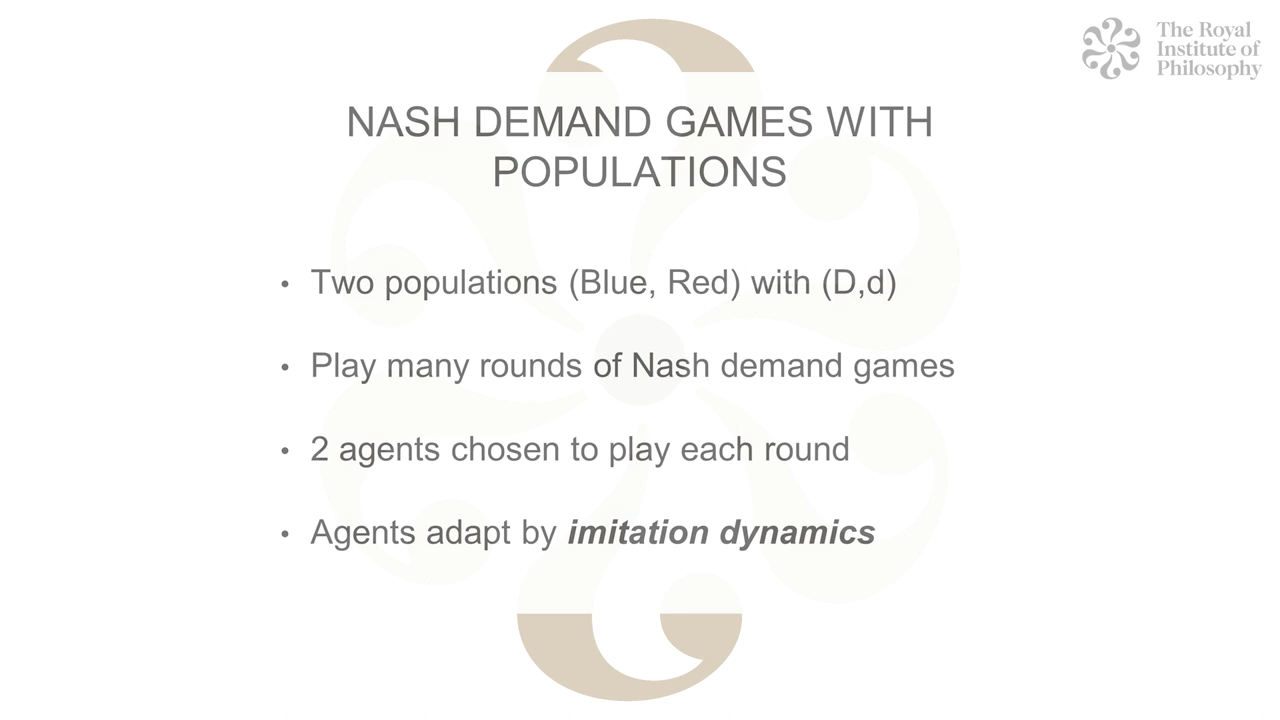 The Royal
Institute of
Philosophy
NASH DEMAND GAMES WITH
POPULATIONS
• Two populations (Blue, Red) with (D,d)
• Play many rounds of Nash demand games
• 2 agents chosen to play each round
• Agents adapt by imitation dynamics